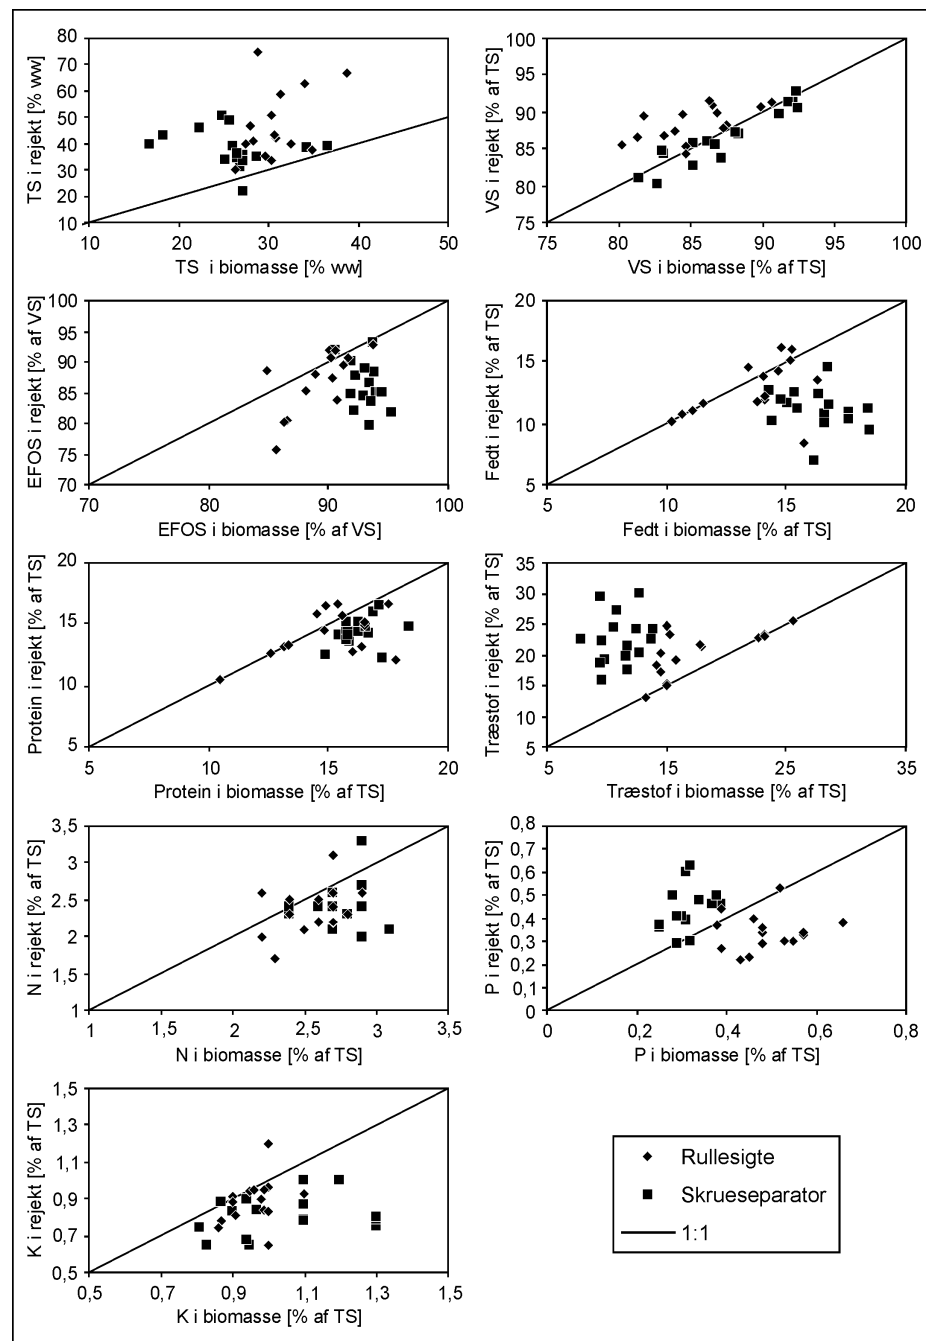 80
70
60
50
40
30
20
10
10 20 30 40 50
TS i rejekt [% ww]
TS i biomasse [% ww]
100
95
90
85
80
75
75 80 85 90 95 100
VS i rejekt [% af TS]
VS i biomasse [% af TS]
100
95
90
85
80
75
70
70 80 90 100
EFOS i rejekt [% af VS]
EFOS i biomasse [% af VS]
20
15
10
5
5 10 15 20
Fedt i rejekt [% af TS]
Fedt i biomasse [% af TS]
20
15
10
5
5 10 15 20
Protein i rejekt [% af TS]
Protein i biomasse [% af TS]
35
30
25
20
15
10
5
5 15 25 35
Træstof i rejekt [% af TS]
Træstof i biomasse [% af TS]
3,5
3
2,5
2
1,5
1
1 1,5 2 2,5 3 3,5
N i rejekt [% af TS]
N i biomasse [% af TS]
0,8
0,7
0,6
0,5
0,4
0,3
0,2
0,1
0
0 0,2 0,4 0,6 0,8
P i rejekt [% af TS]
P i biomasse [% af TS]
1,5
1,3
1,1
0,9
0,7
0,5
0,5 0,7 0,9 1,1 1,3 1,5
K i rejekt [% af TS]
K i biomasse [% af TS]
Rullesigte
Skrueseparator
1:1